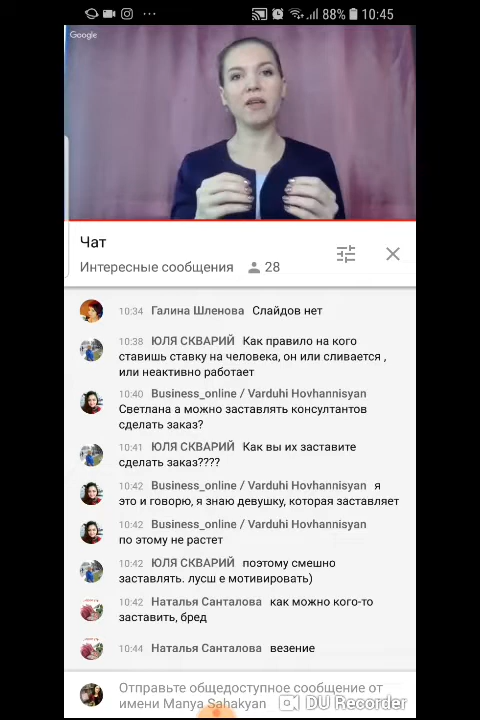 88% 10:45
Google
Чат
Интересные сообщения 28
10:34 Галина Шленова Слайдов нет
10:38 ЮЛЯ СКВАРИЙ Как правило на кого
ставишь ставку на человека, он или сливается ,
или неактивно работает
10:40 Business_online / Varduhi Hovhannisyan
Светлана а можно заставлять консултантов
сделать заказ?
10:41 ЮЛЯ СКВАРИЙ Как вы их заставите
сделать заказ????
10:42 Business_online / Varduhi Hovhannisyan я
это и говорю, я знаю девушку, которая заставляет
10:42 Business_online / Varduhi Hovhannisyan
по этому не растет
10:42 ЮЛЯ СКВАРИЙ поэтому смешно
заставлять. лусш е мотивировать)
10:42 Наталья Санталова как можно кого-то
заставить, бред
10:44 Наталья Санталова везение
Отправьте общедоступное сообщение от
имени Manya Sahakyan
DU Recorder